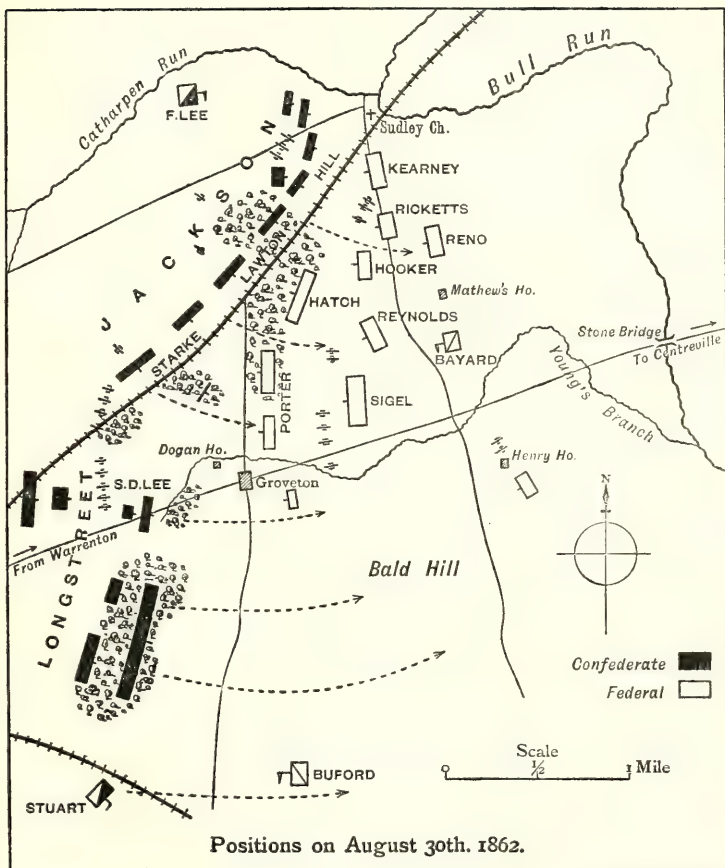 Catharpen Run
Bull Run
F. LEE
Sudley Ch.
JACKSON
HILL
KEARNEY
RICKETTS
RENO
LAWTON
HOOKER
HATCH
Mathew's Ho.
REYNOLDS
Stone Bridge
To Centreville
BAYARD
STARKE
Young's Branch
PORTER
SIGEL
Dogan Ho.
Henry Ho.
S.D. LEE
Groveton
N
From Warrenton
LONGSTREET
Bald Hill
Confederate
Federal
Scale
0 1/2 1 Mile
BUFORD
STUART
Positions on August 30th. 1862.